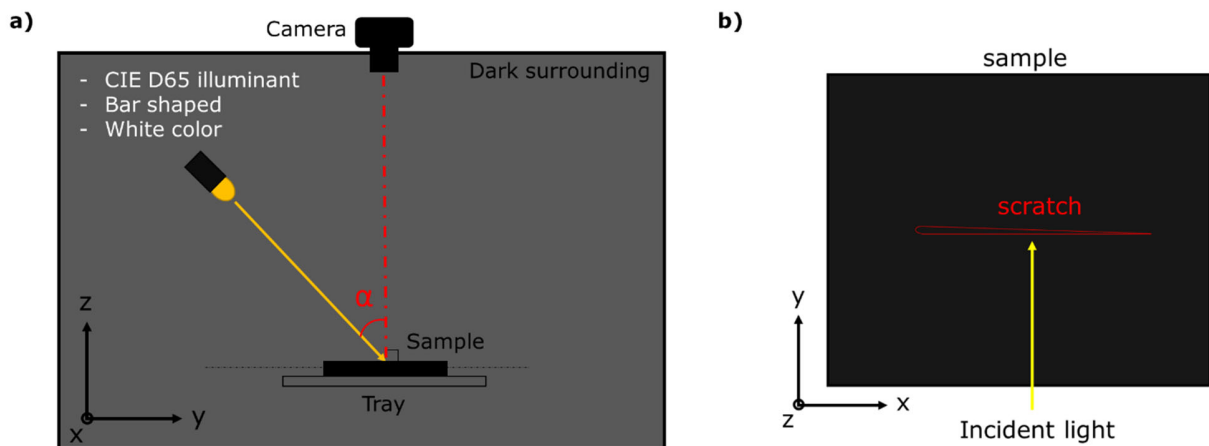 a)
Camera
- CIE D65 illuminant
- Bar shaped
- White color
Dark surrounding
α
Sample
Tray
z
y
x
b)
sample
scratch
y
x
z
Incident light